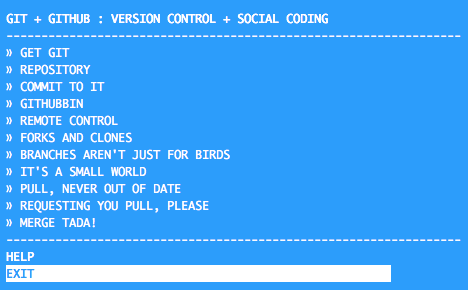 GIT + GITHUB : VERSION CONTROL + SOCIAL CODING
-----------------------------------------------------------------
» GET GIT
» REPOSITORY
» COMMIT TO IT
» GITHUBBIN
» REMOTE CONTROL
» FORKS AND CLONES
» BRANCHES AREN'T JUST FOR BIRDS
» IT'S A SMALL WORLD
» PULL, NEVER OUT OF DATE
» REQUESTING YOU PULL, PLEASE
» MERGE TADA!
-----------------------------------------------------------------
HELP
EXIT